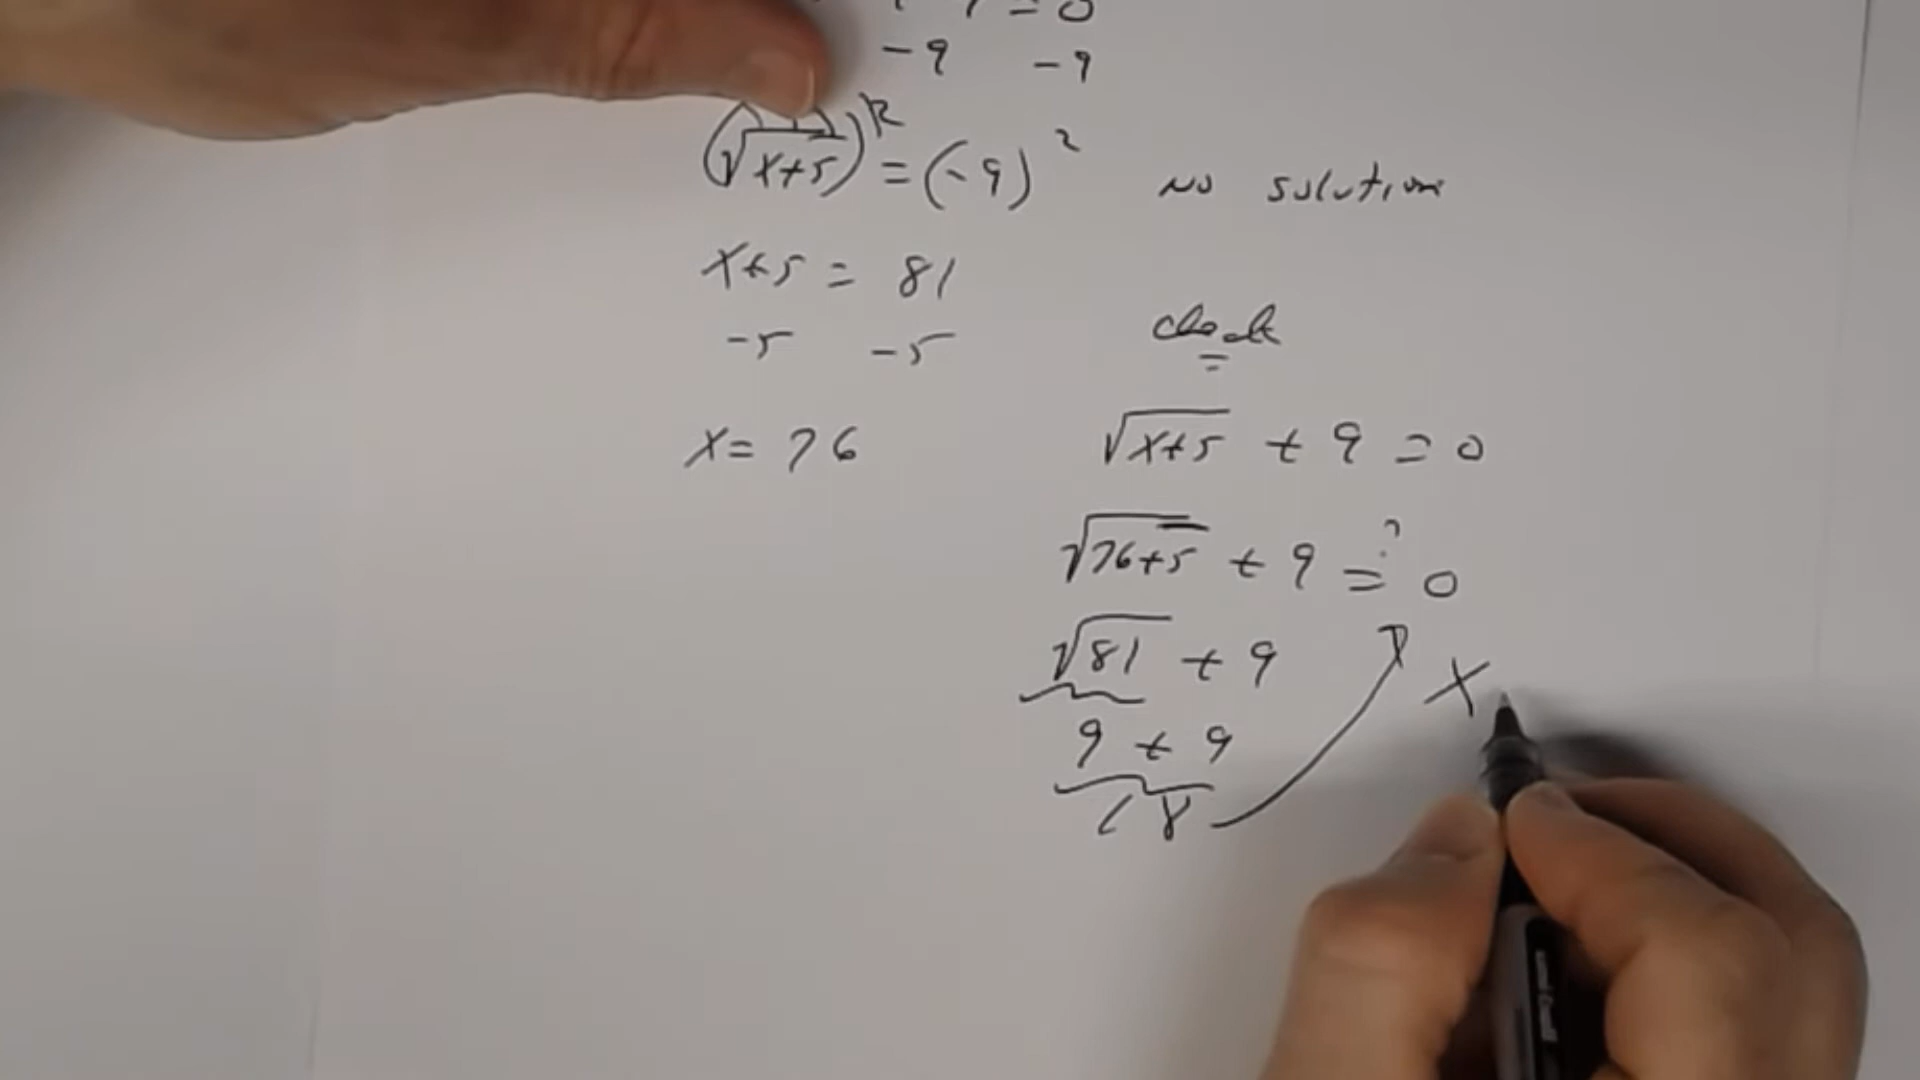 = 0
-9 -9
(√x+5)² = (-9)² no solution
x+5 = 81
-5 -5
check
x = 76
√x+5 + 9 = 0
√76+5 + 9 =? 0
√81 + 9
X
9 + 9
18